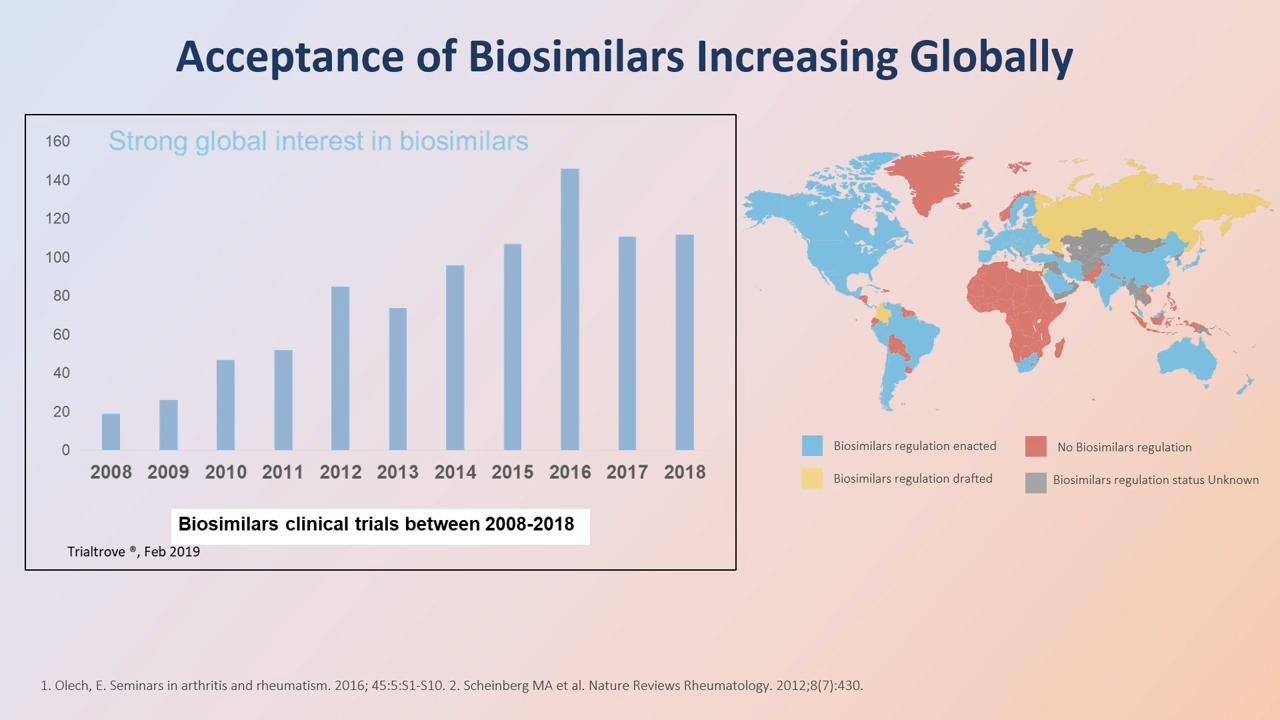 Acceptance of Biosimilars Increasing Globally
Strong global interest in biosimilars
160
140
120
100
80
60
40
20
0
2008 2009 2010 2011 2012 2013 2014 2015 2016 2017 2018
Biosimilars clinical trials between 2008-2018
Trialtrove ®, Feb 2019
Biosimilars regulation enacted
No Biosimilars regulation
Biosimilars regulation drafted
Biosimilars regulation status Unknown
1. Olech, E. Seminars in arthritis and rheumatism. 2016; 45:5:S1-S10. 2. Scheinberg MA et al. Nature Reviews Rheumatology. 2012;8(7):430.